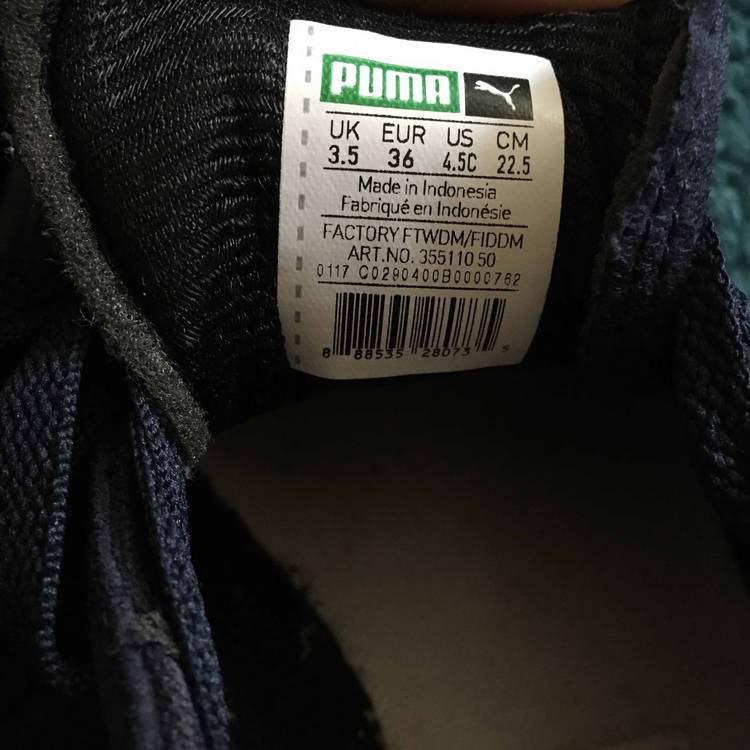 PUMA
UK EUR US CM
3.5 36 4.5C 22.5
Made in Indonesia
Fabriqué en Indonésie
FACTORY FTWDM/FIDDM
ART.NO. 355110 50
0117 C0290400B0000762
8 88535 28073 5